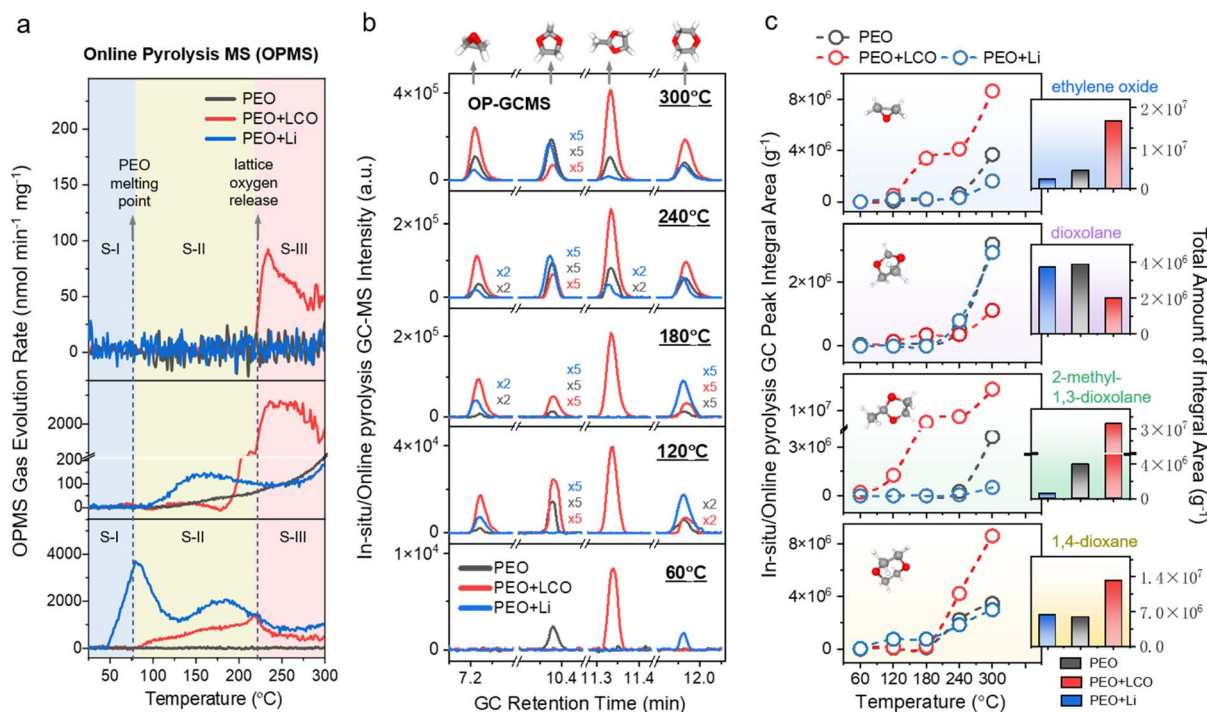 a
Online Pyrolysis MS (OPMS)
OPMS Gas Evolution Rate (nmol min⁻¹ mg⁻¹)
PEO
PEO+LCO
PEO+Li
PEO
melting
point
lattice
oxygen
release
S-I
S-II
S-III
200
150
100
50
25
0
2000
200
100
0
S-I
S-II
S-III
4000
2000
0
50
100
150
200
250
300
Temperature (°C)
b
In-situ/Online pyrolysis GC-MS Intensity (a.u.)
OP-GCMS
300°C
4×10⁵
0
x5
x5
x5
240°C
2×10⁵
0
x2
x2
x5
x5
x5
x2
x2
180°C
2×10⁵
0
x2
x2
x5
x5
x5
x5
x5
x5
120°C
4×10⁴
0
x5
x5
x5
x2
x2
60°C
1×10⁴
0
PEO
PEO+LCO
PEO+Li
7.2
10.4
11.3
11.4
12.0
GC Retention Time (min)
c
PEO
PEO+LCO
PEO+Li
In-situ/Online pyrolysis GC Peak Integral Area (g⁻¹)
Total Amount of Integral Area (g⁻¹)
ethylene oxide
8×10⁶
4×10⁶
0
2×10⁷
1×10⁷
0
dioxolane
2×10⁶
0
4×10⁶
2×10⁶
0
2-methyl-
1,3-dioxolane
1×10⁷
3×10⁶
0
3×10⁷
4×10⁶
0
1,4-dioxane
8×10⁶
4×10⁶
0
1.4×10⁷
7.0×10⁶
0.0
60
120
180
240
300
Temperature (°C)
PEO
PEO+LCO
PEO+Li